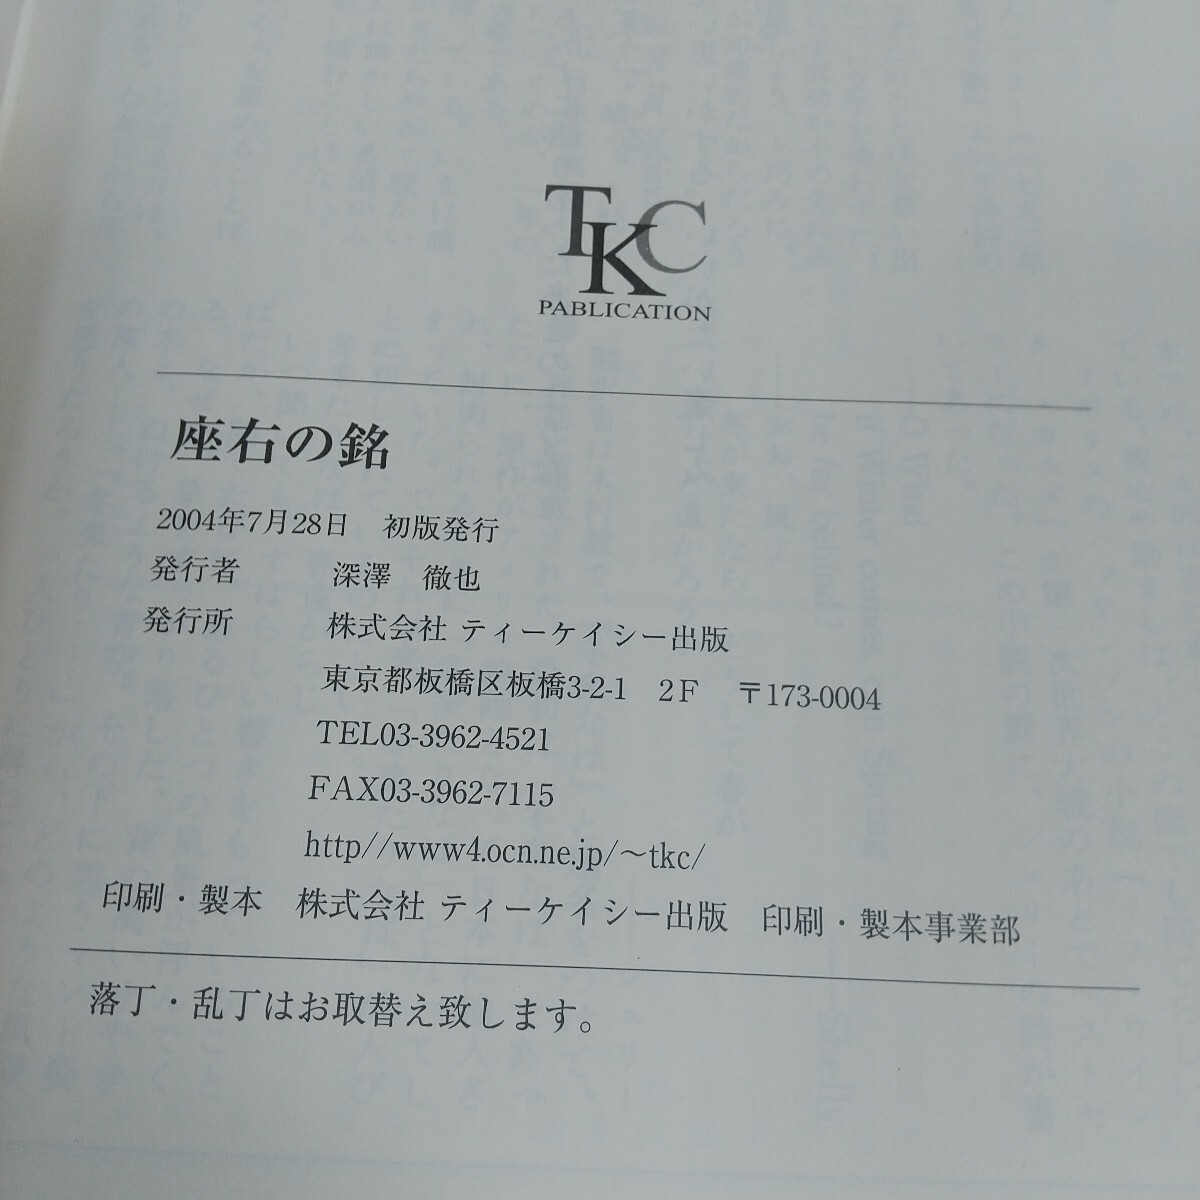 TKC
PABLICATION
座右の銘
2004年7月28日　初版発行
発行者　深澤　徹也
発行所　株式会社 ティーケイシー出版
東京都板橋区板橋3-2-1　2F　〒173-0004
TEL03-3962-4521
FAX03-3962-7115
http//www4.ocn.ne.jp/～tkc/
印刷・製本　株式会社 ティーケイシー出版　印刷・製本事業部
落丁・乱丁はお取替え致します。